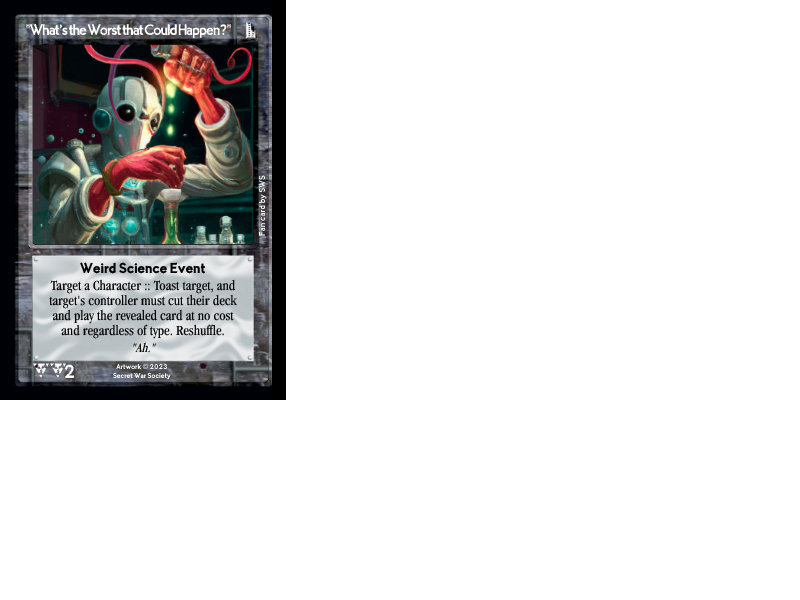 "What's the Worst that Could Happen?"
Fan card by SWS
Weird Science Event
Target a Character :: Toast target, and
target's controller must cut their deck
and play the revealed card at no cost
and regardless of type. Reshuffle.
"Ah."
2
Artwork © 2023
Secret War Society